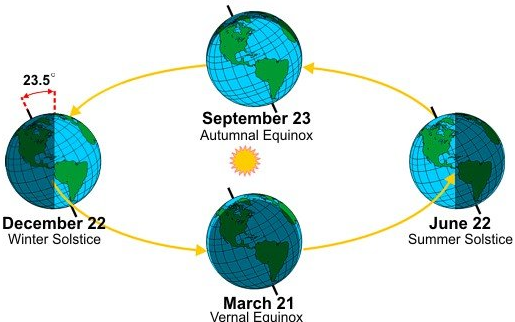 23.5°
September 23
Autumnal Equinox
December 22
Winter Solstice
June 22
Summer Solstice
March 21
Vernal Equinox